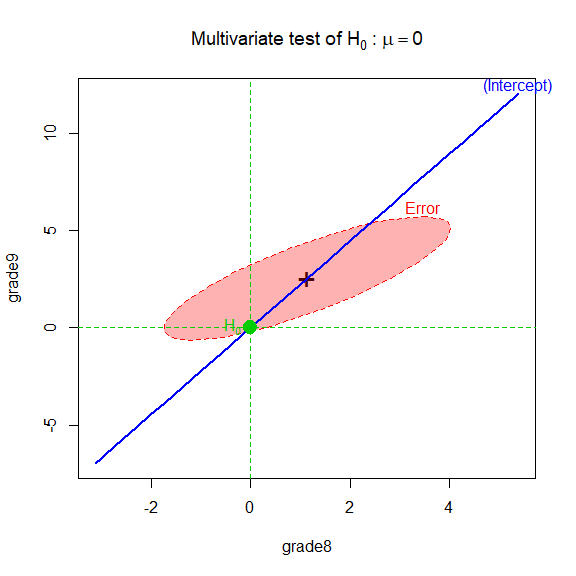 Multivariate test of H₀ : μ = 0
(Intercept)
Error
H₀
grade9
10
5
0
-5
-2
0
2
4
grade8